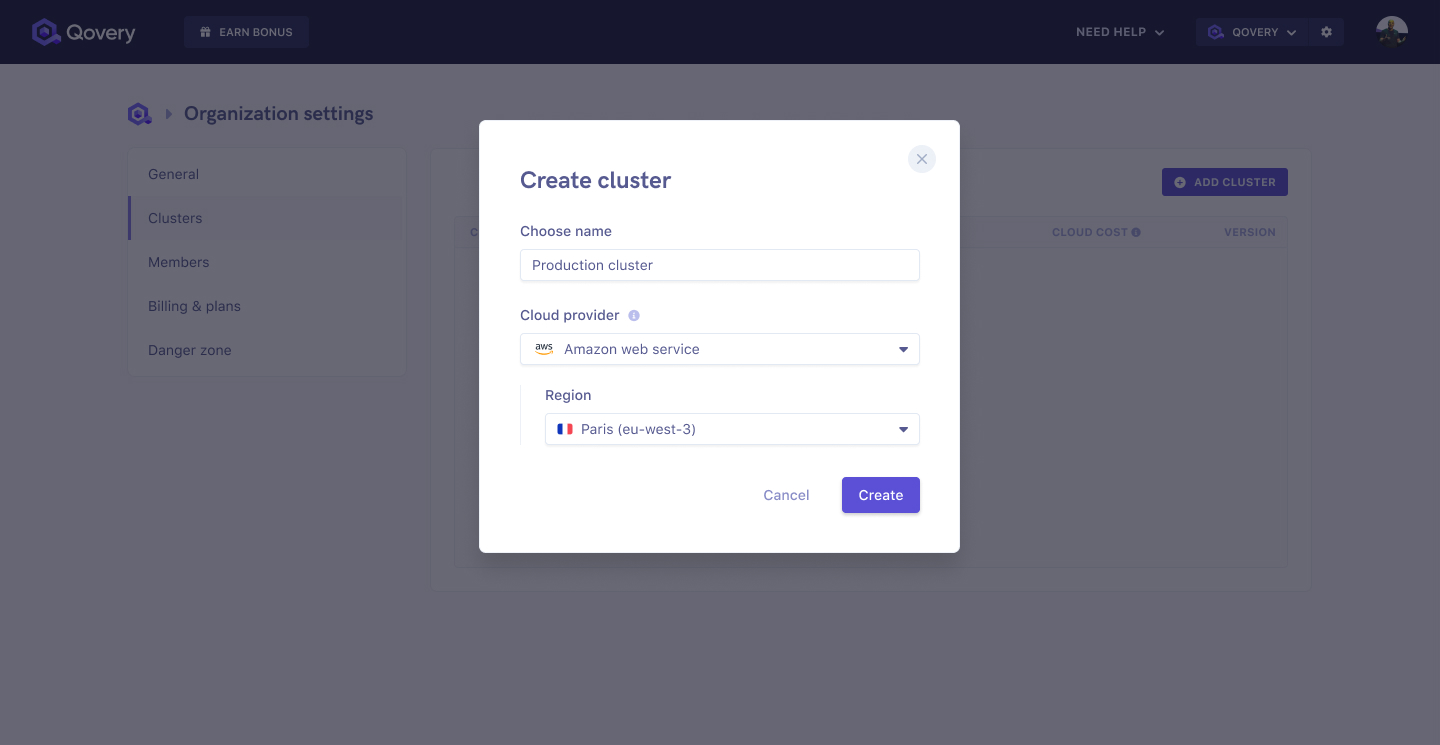 Qovery
EARN BONUS
NEED HELP
QOVERY
Organization settings
General
Clusters
Members
Billing & plans
Danger zone
ADD CLUSTER
C
CLOUD COST
VERSION
Create cluster
Choose name
Production cluster
Cloud provider
aws
Amazon web service
Region
Paris (eu-west-3)
Cancel
Create